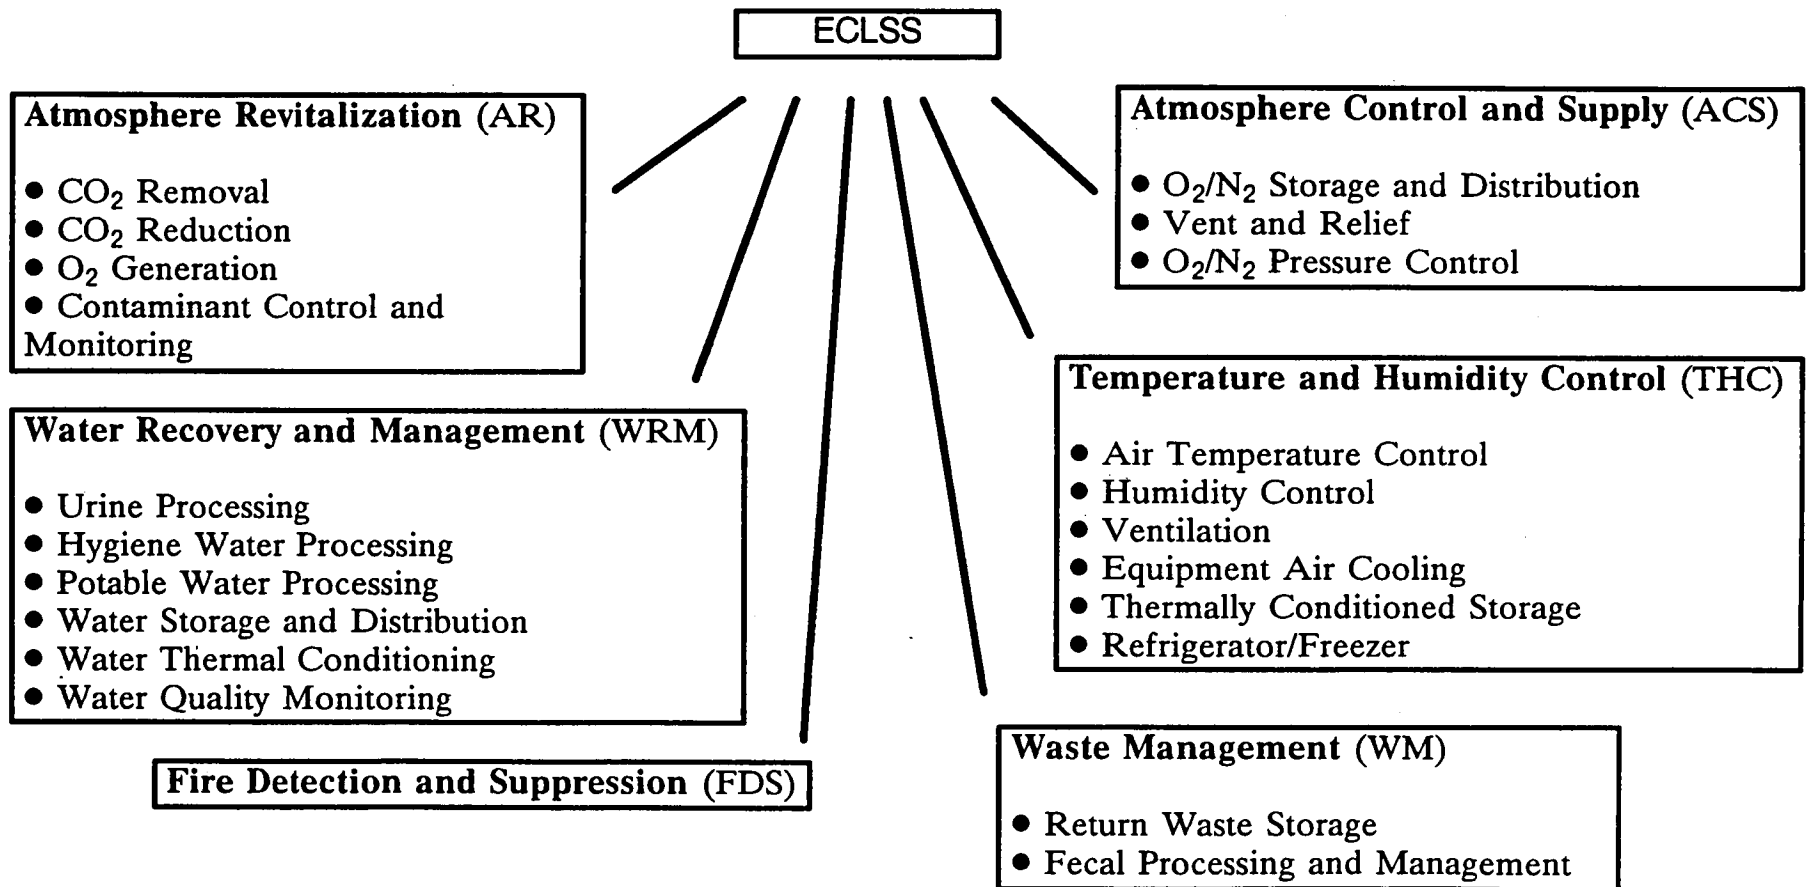 ECLSS
Atmosphere Revitalization (AR)
● CO₂ Removal
● CO₂ Reduction
● O₂ Generation
● Contaminant Control and
Monitoring
Water Recovery and Management (WRM)
● Urine Processing
● Hygiene Water Processing
● Potable Water Processing
● Water Storage and Distribution
● Water Thermal Conditioning
● Water Quality Monitoring
Fire Detection and Suppression (FDS)
Atmosphere Control and Supply (ACS)
● O₂/N₂ Storage and Distribution
● Vent and Relief
● O₂/N₂ Pressure Control
Temperature and Humidity Control (THC)
● Air Temperature Control
● Humidity Control
● Ventilation
● Equipment Air Cooling
● Thermally Conditioned Storage
● Refrigerator/Freezer
Waste Management (WM)
● Return Waste Storage
● Fecal Processing and Management